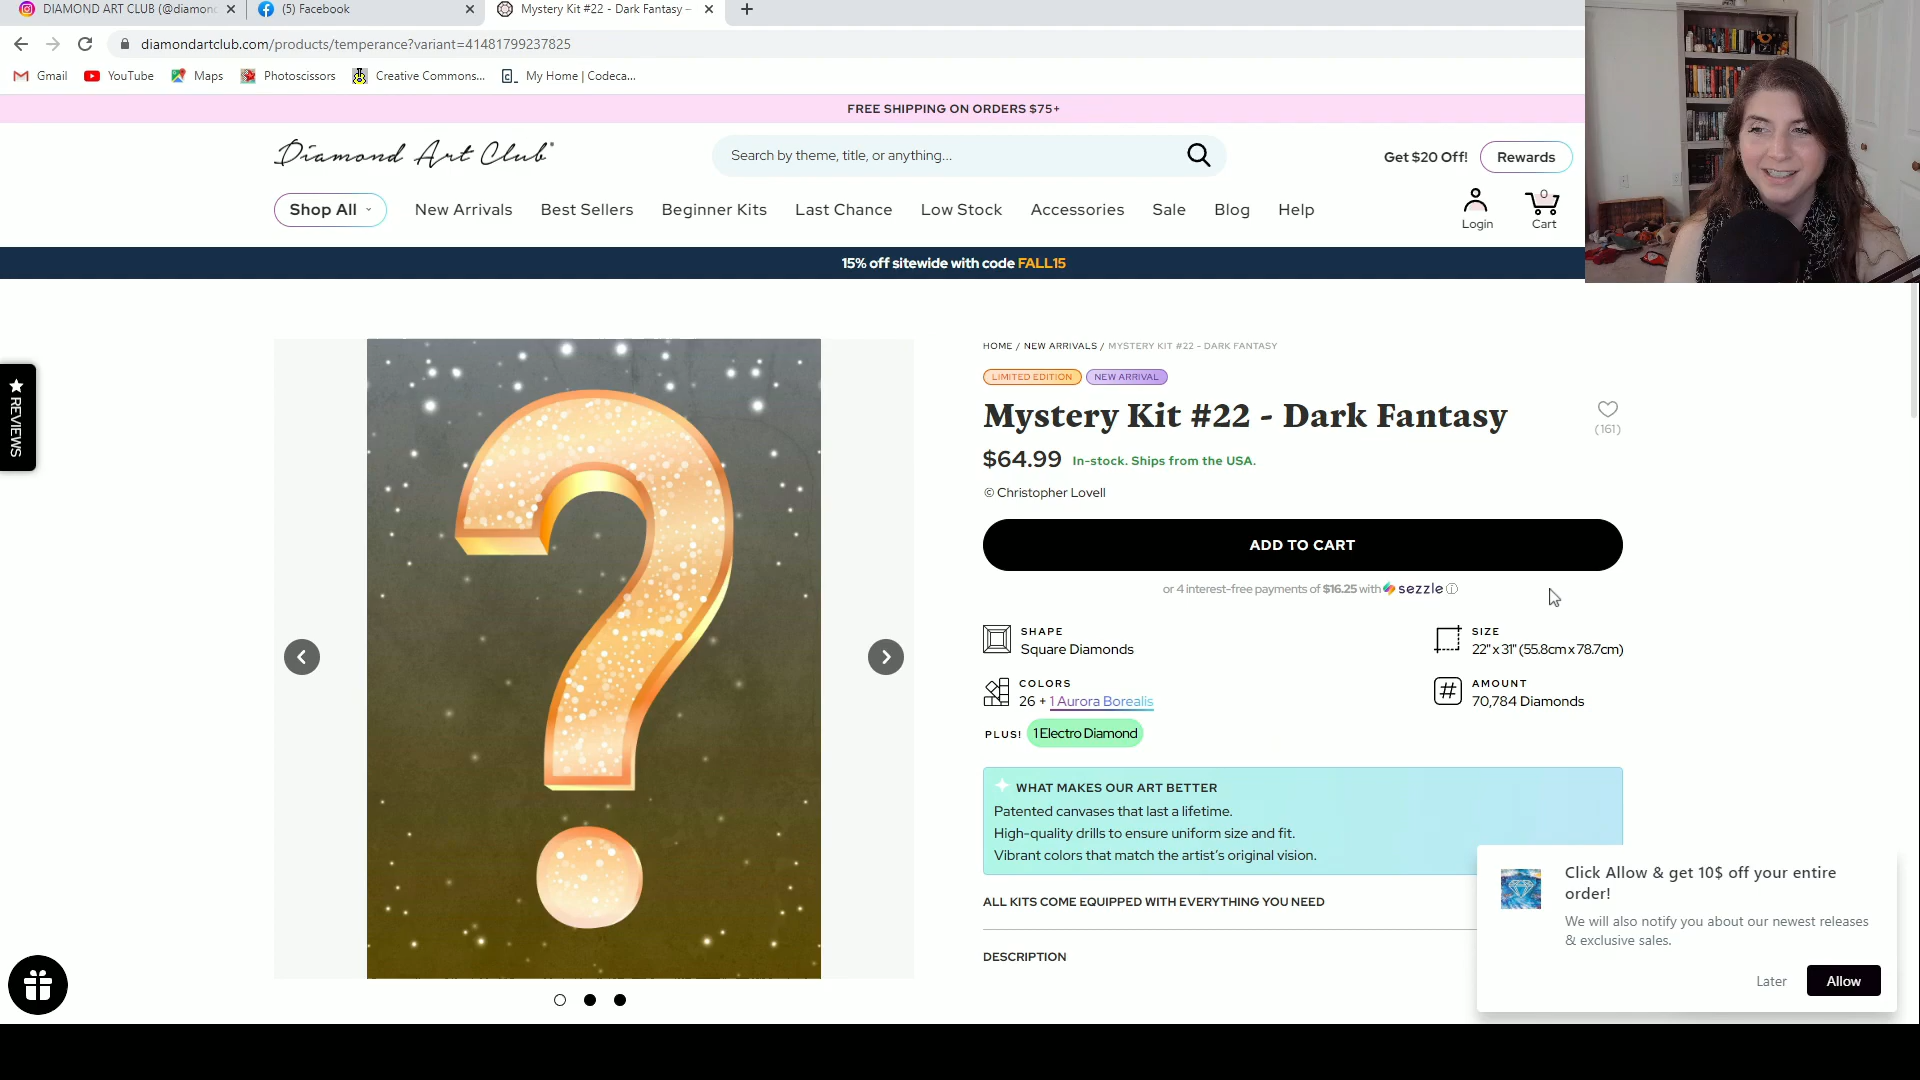 DIAMOND ART CLUB (@diamon
(5) Facebook
Mystery Kit #22 - Dark Fantasy –
diamondartclub.com/products/temperance?variant=41481799237825
Gmail
YouTube
Maps
Photoscissors
Creative Commons...
My Home | Codeca...
FREE SHIPPING ON ORDERS $75+
Diamond Art Club
Search by theme, title, or anything...
Get $20 Off!
Rewards
Shop All
New Arrivals
Best Sellers
Beginner Kits
Last Chance
Low Stock
Accessories
Sale
Blog
Help
Login
0
Cart
15% off sitewide with code FALL15
HOME / NEW ARRIVALS / MYSTERY KIT #22 - DARK FANTASY
LIMITED EDITION
NEW ARRIVAL
Mystery Kit #22 - Dark Fantasy
(161)
$64.99 In-stock. Ships from the USA.
© Christopher Lovell
ADD TO CART
or 4 interest-free payments of $16.25 with sezzle
SHAPE
Square Diamonds
SIZE
22" x 31" (55.8cm x 78.7cm)
COLORS
26 + 1 Aurora Borealis
# AMOUNT
70,784 Diamonds
PLUS! 1 Electro Diamond
WHAT MAKES OUR ART BETTER
Patented canvases that last a lifetime.
High-quality drills to ensure uniform size and fit.
Vibrant colors that match the artist's original vision.
ALL KITS COME EQUIPPED WITH EVERYTHING YOU NEED
DESCRIPTION
★ REVIEWS
?
Click Allow & get 10$ off your entire
order!
We will also notify you about our newest releases
& exclusive sales.
Later
Allow